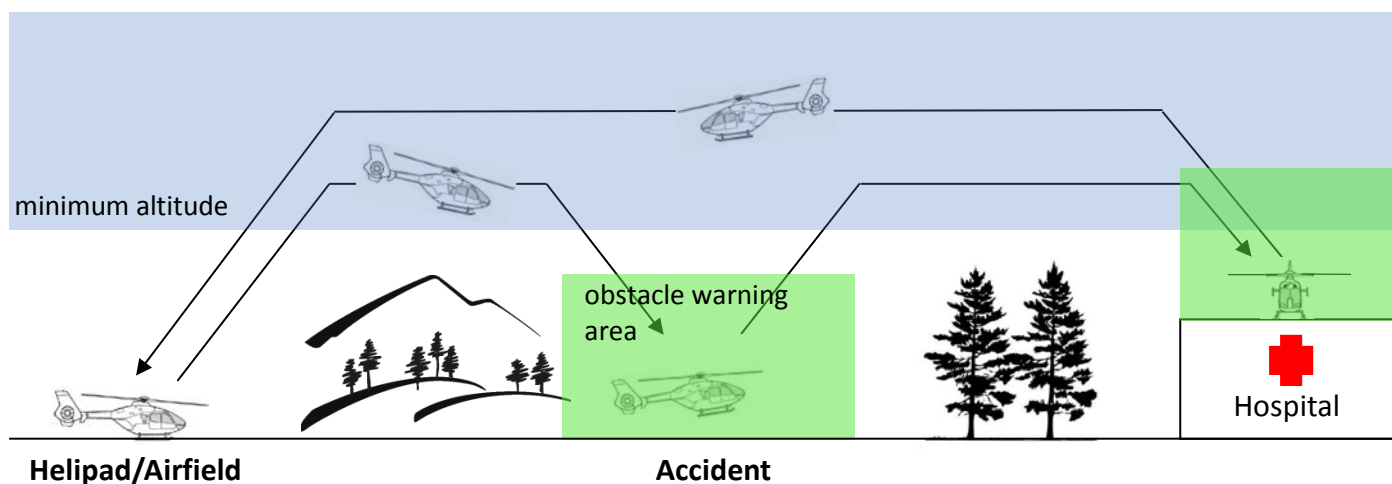 minimum altitude
obstacle warning
area
Hospital
Helipad/Airfield
Accident